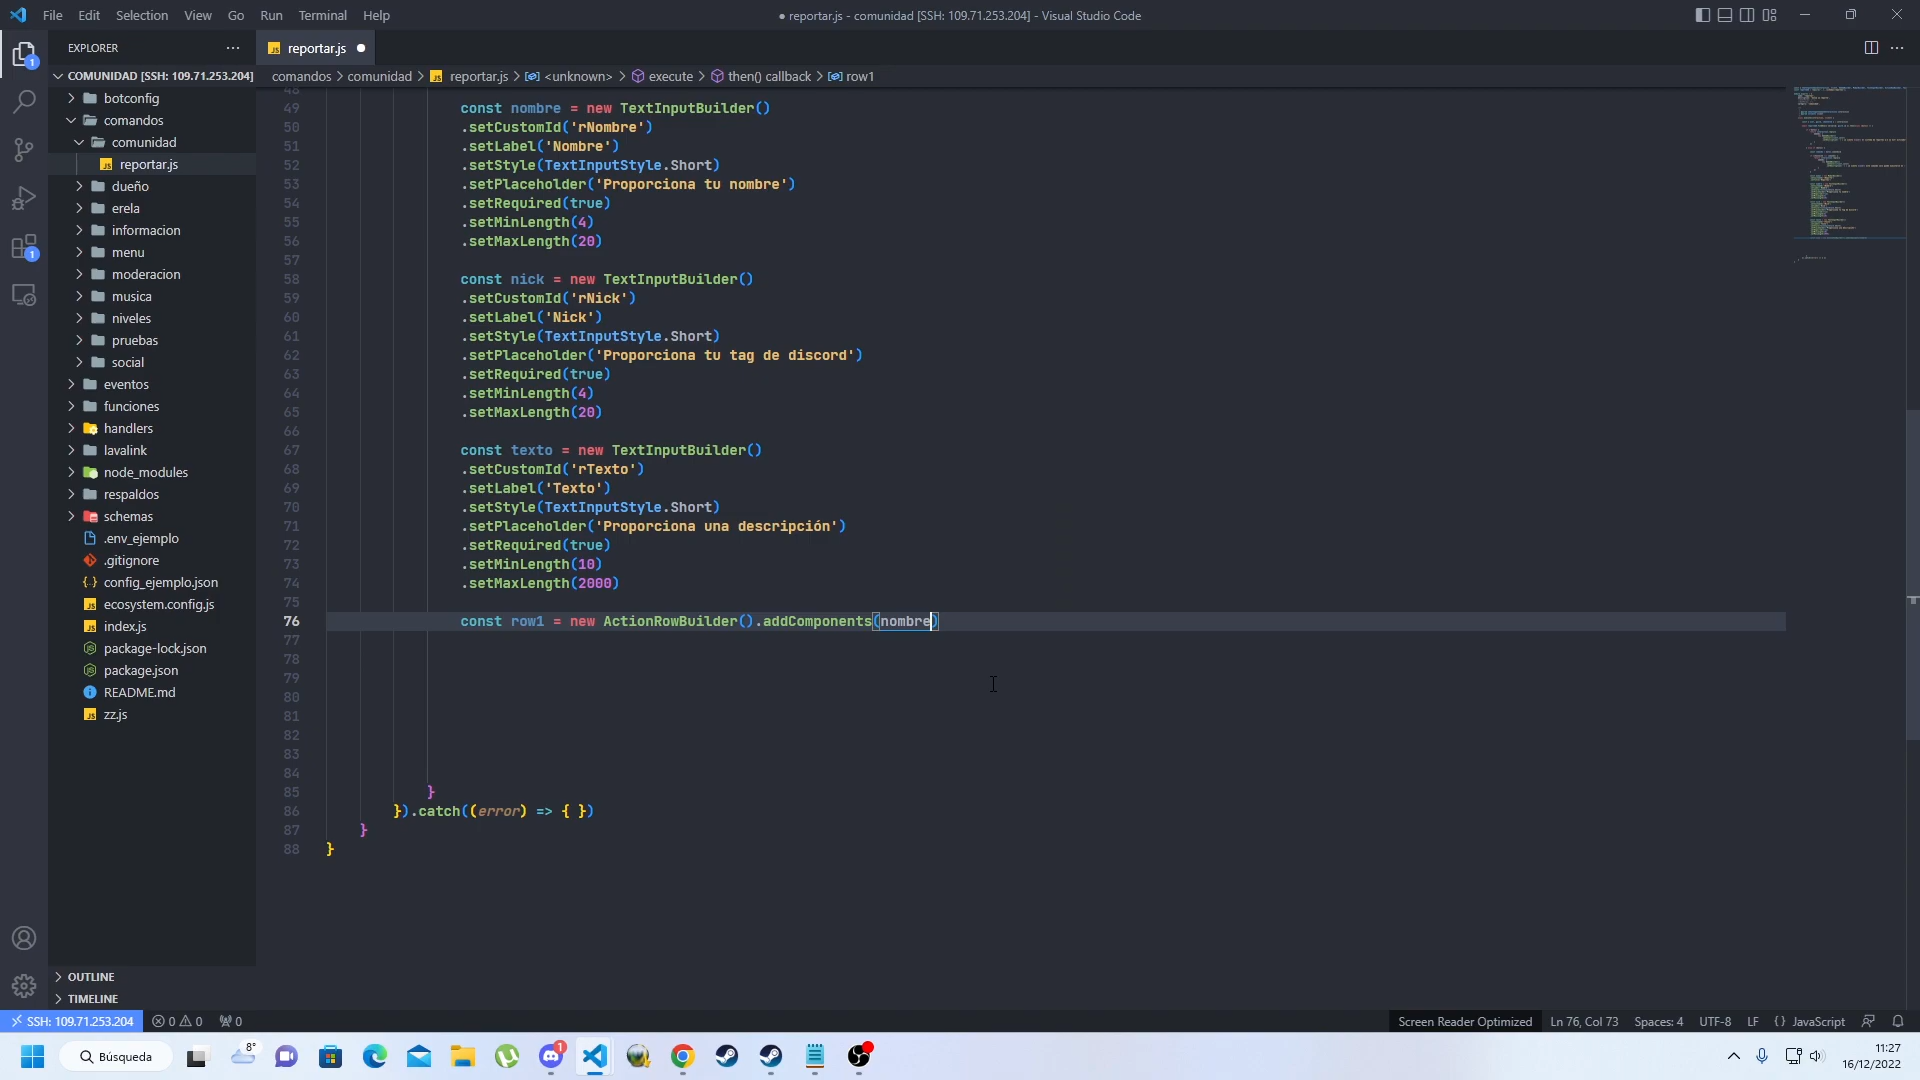 File Edit Selection View Go Run Terminal Help
● reportar.js - comunidad [SSH: 109.71.253.204] - Visual Studio Code
EXPLORER
reportar.js
COMUNIDAD [SSH: 109.71.253.204]
comandos > comunidad > reportar.js > <unknown> > execute > then() callback > row1
botconfig
comandos
comunidad
reportar.js
dueño
erela
informacion
menu
moderacion
musica
niveles
pruebas
social
eventos
funciones
handlers
lavalink
node_modules
respaldos
schemas
.env_ejemplo
.gitignore
config_ejemplo.json
ecosystem.config.js
index.js
package-lock.json
package.json
README.md
zz.js
OUTLINE
TIMELINE
48
49 const nombre = new TextInputBuilder()
50 .setCustomId('rNombre')
51 .setLabel('Nombre')
52 .setStyle(TextInputStyle.Short)
53 .setPlaceholder('Proporciona tu nombre')
54 .setRequired(true)
55 .setMinLength(4)
56 .setMaxLength(20)
57
58 const nick = new TextInputBuilder()
59 .setCustomId('rNick')
60 .setLabel('Nick')
61 .setStyle(TextInputStyle.Short)
62 .setPlaceholder('Proporciona tu tag de discord')
63 .setRequired(true)
64 .setMinLength(4)
65 .setMaxLength(20)
66
67 const texto = new TextInputBuilder()
68 .setCustomId('rTexto')
69 .setLabel('Texto')
70 .setStyle(TextInputStyle.Short)
71 .setPlaceholder('Proporciona una descripción')
72 .setRequired(true)
73 .setMinLength(10)
74 .setMaxLength(2000)
75
76 const row1 = new ActionRowBuilder().addComponents(nombre)
77
78
79
80
81
82
83
84
85 }
86 }).catch((error) => { })
87 }
88 }
SSH: 109.71.253.204 0 0 0
Screen Reader Optimized Ln 76, Col 73 Spaces: 4 UTF-8 LF {} JavaScript
Búsqueda
8°
1
11:27
16/12/2022